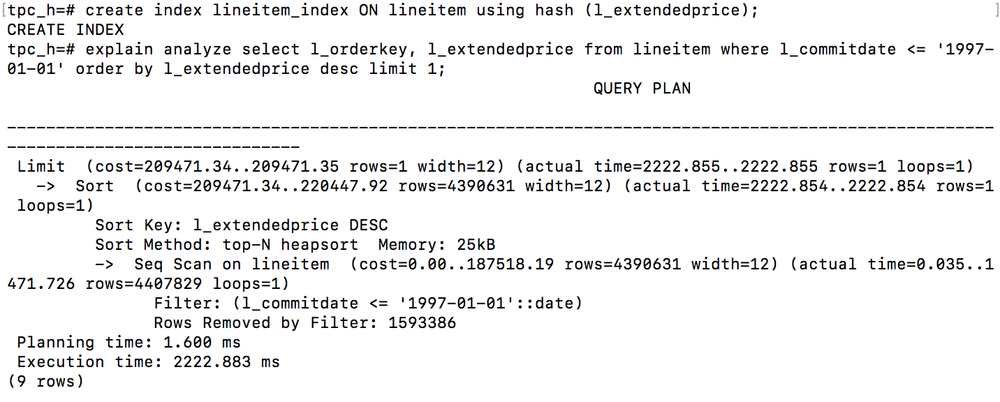 [tpc_h=# create index lineitem_index ON lineitem using hash (l_extendedprice);                        ]
CREATE INDEX
tpc_h=# explain analyze select l_orderkey, l_extendedprice from lineitem where l_commitdate <= '1997-
01-01' order by l_extendedprice desc limit 1;
                                                            QUERY PLAN

-----------------------------------------------------------------------------------------------------
------------------------------
 Limit  (cost=209471.34..209471.35 rows=1 width=12) (actual time=2222.855..2222.855 rows=1 loops=1)
   ->  Sort  (cost=209471.34..220447.92 rows=4390631 width=12) (actual time=2222.854..2222.854 rows=1
 loops=1)
         Sort Key: l_extendedprice DESC
         Sort Method: top-N heapsort  Memory: 25kB
         ->  Seq Scan on lineitem  (cost=0.00..187518.19 rows=4390631 width=12) (actual time=0.035..1
471.726 rows=4407829 loops=1)
               Filter: (l_commitdate <= '1997-01-01'::date)
               Rows Removed by Filter: 1593386
 Planning time: 1.600 ms
 Execution time: 2222.883 ms
(9 rows)